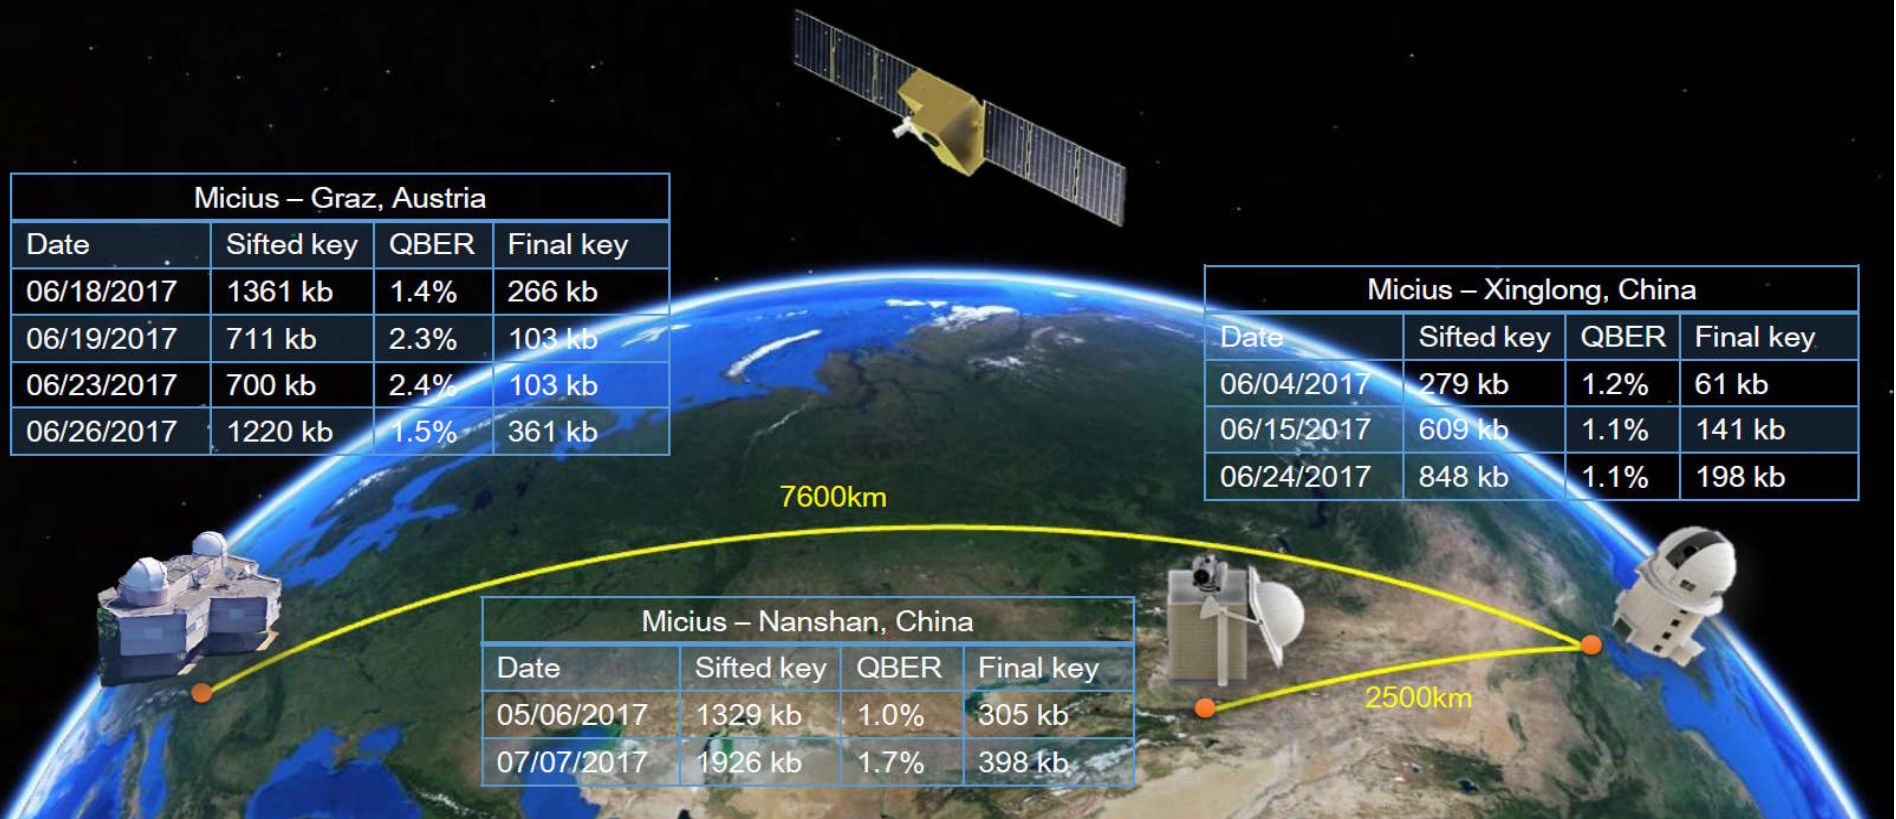 Micius – Graz, Austria
Date Sifted key QBER Final key
06/18/2017 1361 kb 1.4% 266 kb
06/19/2017 711 kb 2.3% 103 kb
06/23/2017 700 kb 2.4% 103 kb
06/26/2017 1220 kb 1.5% 361 kb
Micius – Xinglong, China
Date Sifted key QBER Final key
06/04/2017 279 kb 1.2% 61 kb
06/15/2017 609 kb 1.1% 141 kb
06/24/2017 848 kb 1.1% 198 kb
7600km
Micius – Nanshan, China
Date Sifted key QBER Final key
05/06/2017 1329 kb 1.0% 305 kb
07/07/2017 1926 kb 1.7% 398 kb
2500km